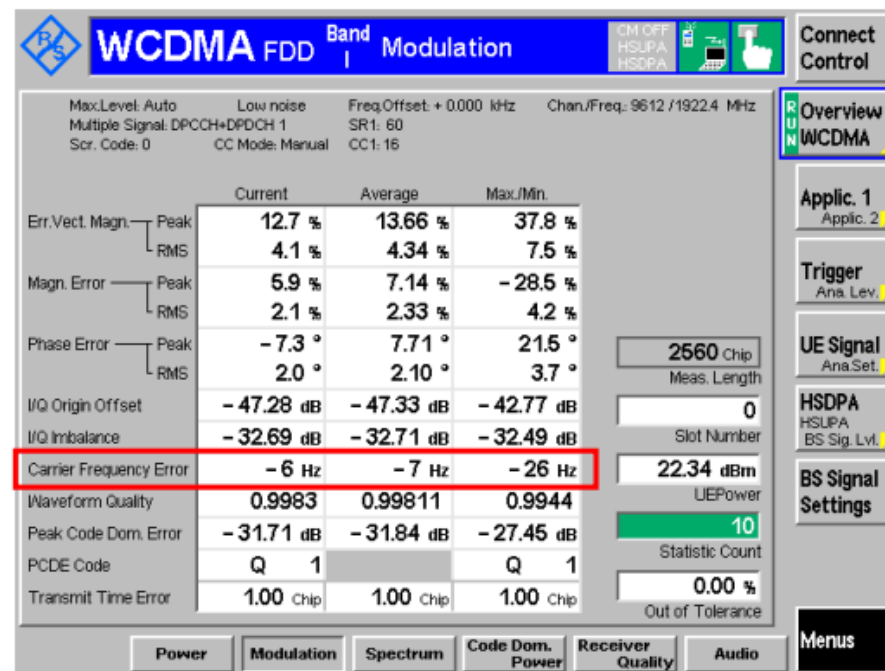 R&S
WCDMA FDD Band I Modulation
CM OFF
HSUPA
HSDPA
Connect Control
Max.Level: Auto Low noise Freq.Offset: + 0.000 kHz Chan./Freq.: 9612 / 1922.4 MHz
Multiple Signal: DPCCH+DPDCH 1 SR1: 60
Scr. Code: 0 CC Mode: Manual CC1: 16
RUN
Overview WCDMA
Current Average Max./Min.
Err.Vect. Magn. Peak 12.7 % 13.66 % 37.8 %
RMS 4.1 % 4.34 % 7.5 %
Magn. Error Peak 5.9 % 7.14 % − 28.5 %
RMS 2.1 % 2.33 % 4.2 %
Phase Error Peak − 7.3 ° 7.71 ° 21.5 °
RMS 2.0 ° 2.10 ° 3.7 °
I/Q Origin Offset − 47.28 dB − 47.33 dB − 42.77 dB
I/Q Imbalance − 32.69 dB − 32.71 dB − 32.49 dB
Carrier Frequency Error − 6 Hz − 7 Hz − 26 Hz
Waveform Quality 0.9983 0.99811 0.9944
Peak Code Dom. Error − 31.71 dB − 31.84 dB − 27.45 dB
PCDE Code Q 1 Q 1
Transmit Time Error 1.00 Chip 1.00 Chip 1.00 Chip
2560 Chip
Meas. Length
0
Slot Number
22.34 dBm
UEPower
10
Statistic Count
0.00 %
Out of Tolerance
Applic. 1
Applic. 2
Trigger
Ana. Lev.
UE Signal
Ana.Set.
HSDPA
HSUPA
BS Sig. Lvl.
BS Signal Settings
Menus
Power Modulation Spectrum Code Dom. Power Receiver Quality Audio